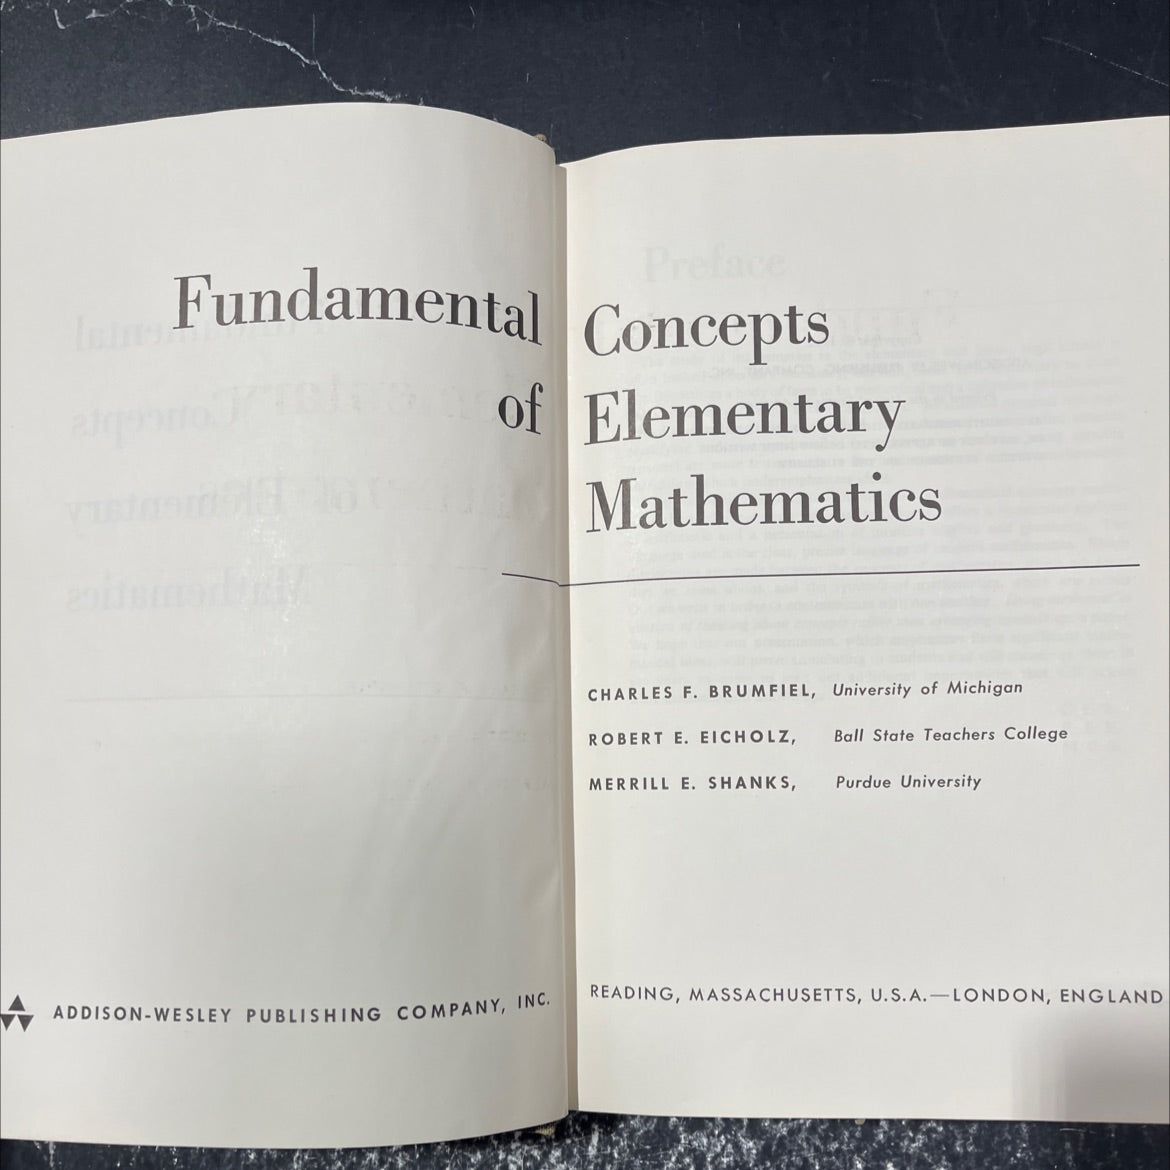 Fundamental Concepts
of Elementary
Mathematics
CHARLES F. BRUMFIEL, University of Michigan
ROBERT E. EICHOLZ, Ball State Teachers College
MERRILL E. SHANKS, Purdue University
ADDISON-WESLEY PUBLISHING COMPANY, INC.
READING, MASSACHUSETTS, U.S.A.—LONDON, ENGLAND
Preface